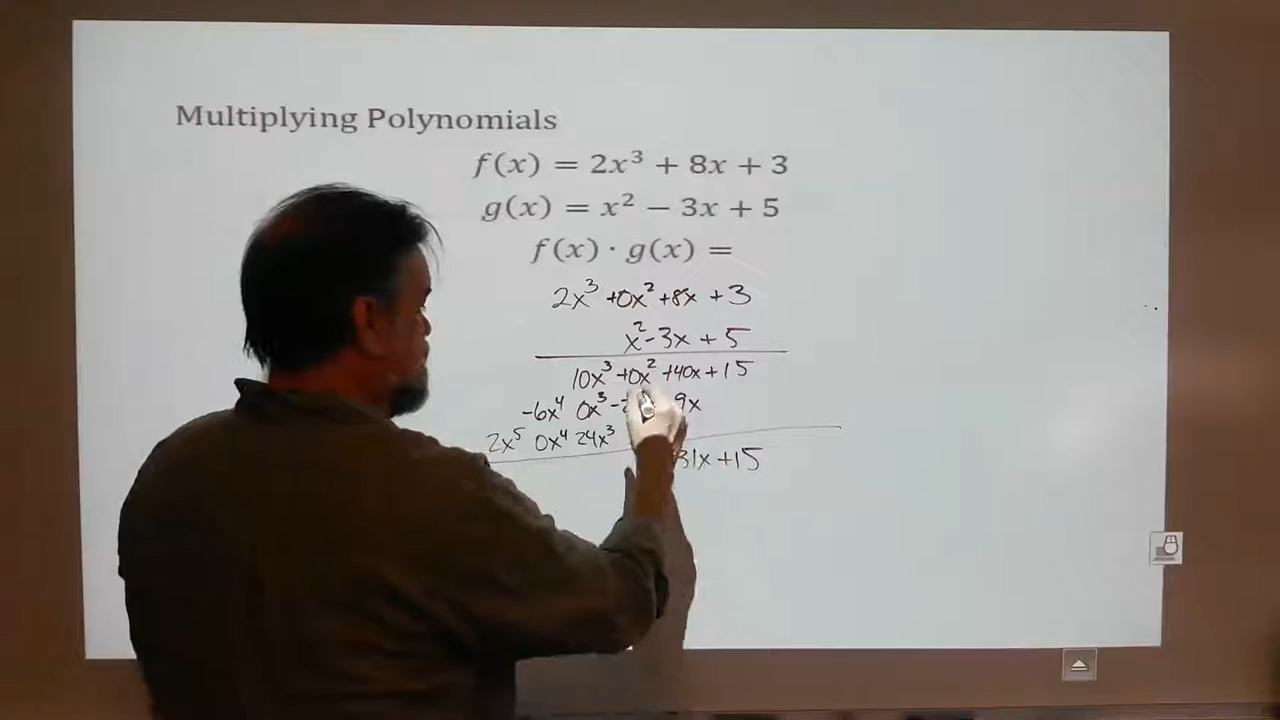 Multiplying Polynomials
f(x) = 2x³ + 8x + 3
g(x) = x² − 3x + 5
f(x) · g(x) =
2x³ +0x² +8x +3
x² -3x + 5
10x³ +0x² +40x +15
-6x⁴ 0x³ - 9x
2x⁵ 0x⁴ 24x³
31x +15